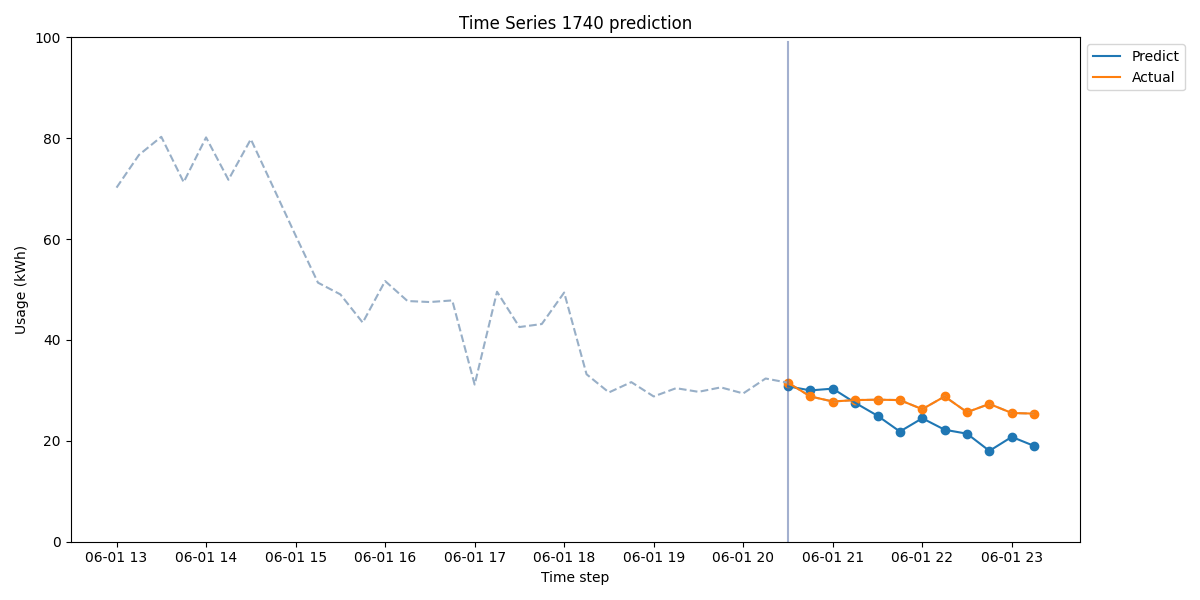 Time Series 1740 prediction
Predict
Actual
Usage (kWh)
100
80
60
40
20
0
06-01 13 06-01 14 06-01 15 06-01 16 06-01 17 06-01 18 06-01 19 06-01 20 06-01 21 06-01 22 06-01 23
Time step